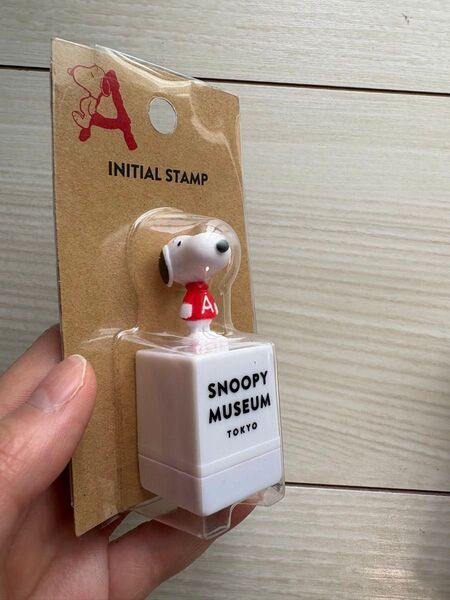 A
INITIAL STAMP
A
SNOOPY
MUSEUM
TOKYO